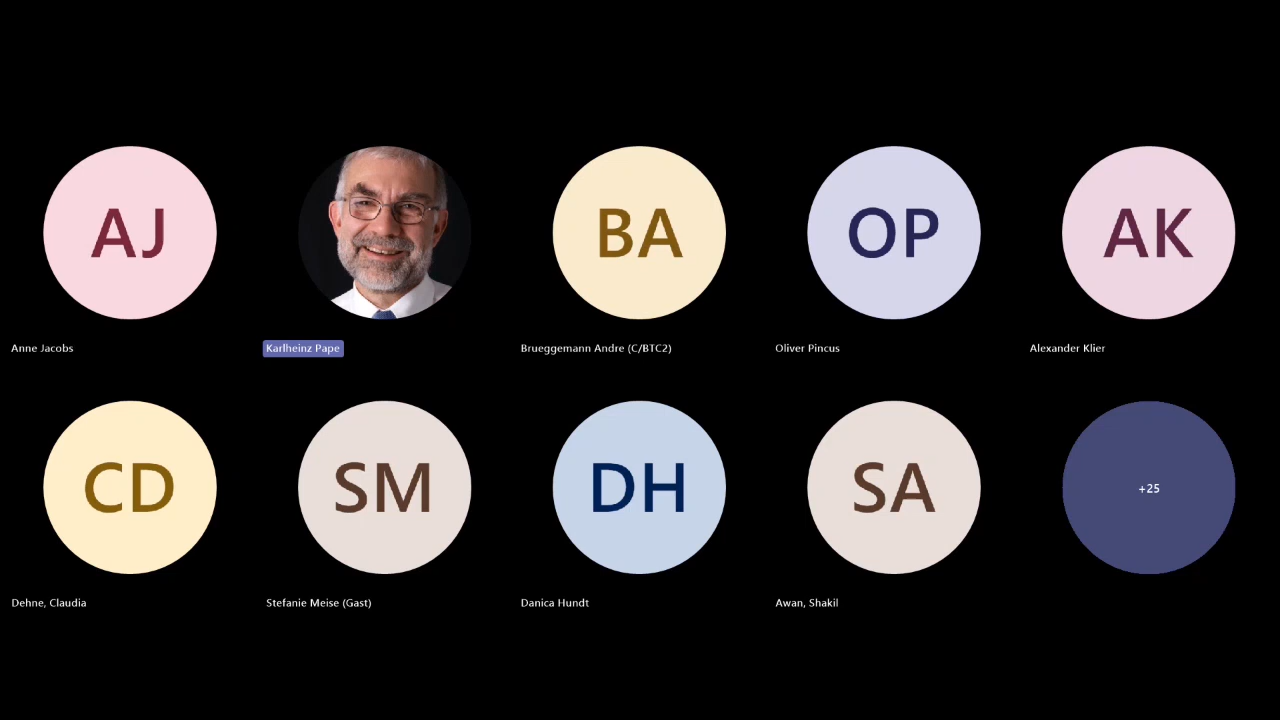 AJ
BA
OP
AK
Anne Jacobs
Karlheinz Pape
Brueggemann Andre (C/BTC2)
Oliver Pincus
Alexander Klier
CD
SM
DH
SA
+25
Dehne, Claudia
Stefanie Meise (Gast)
Danica Hundt
Awan, Shakil